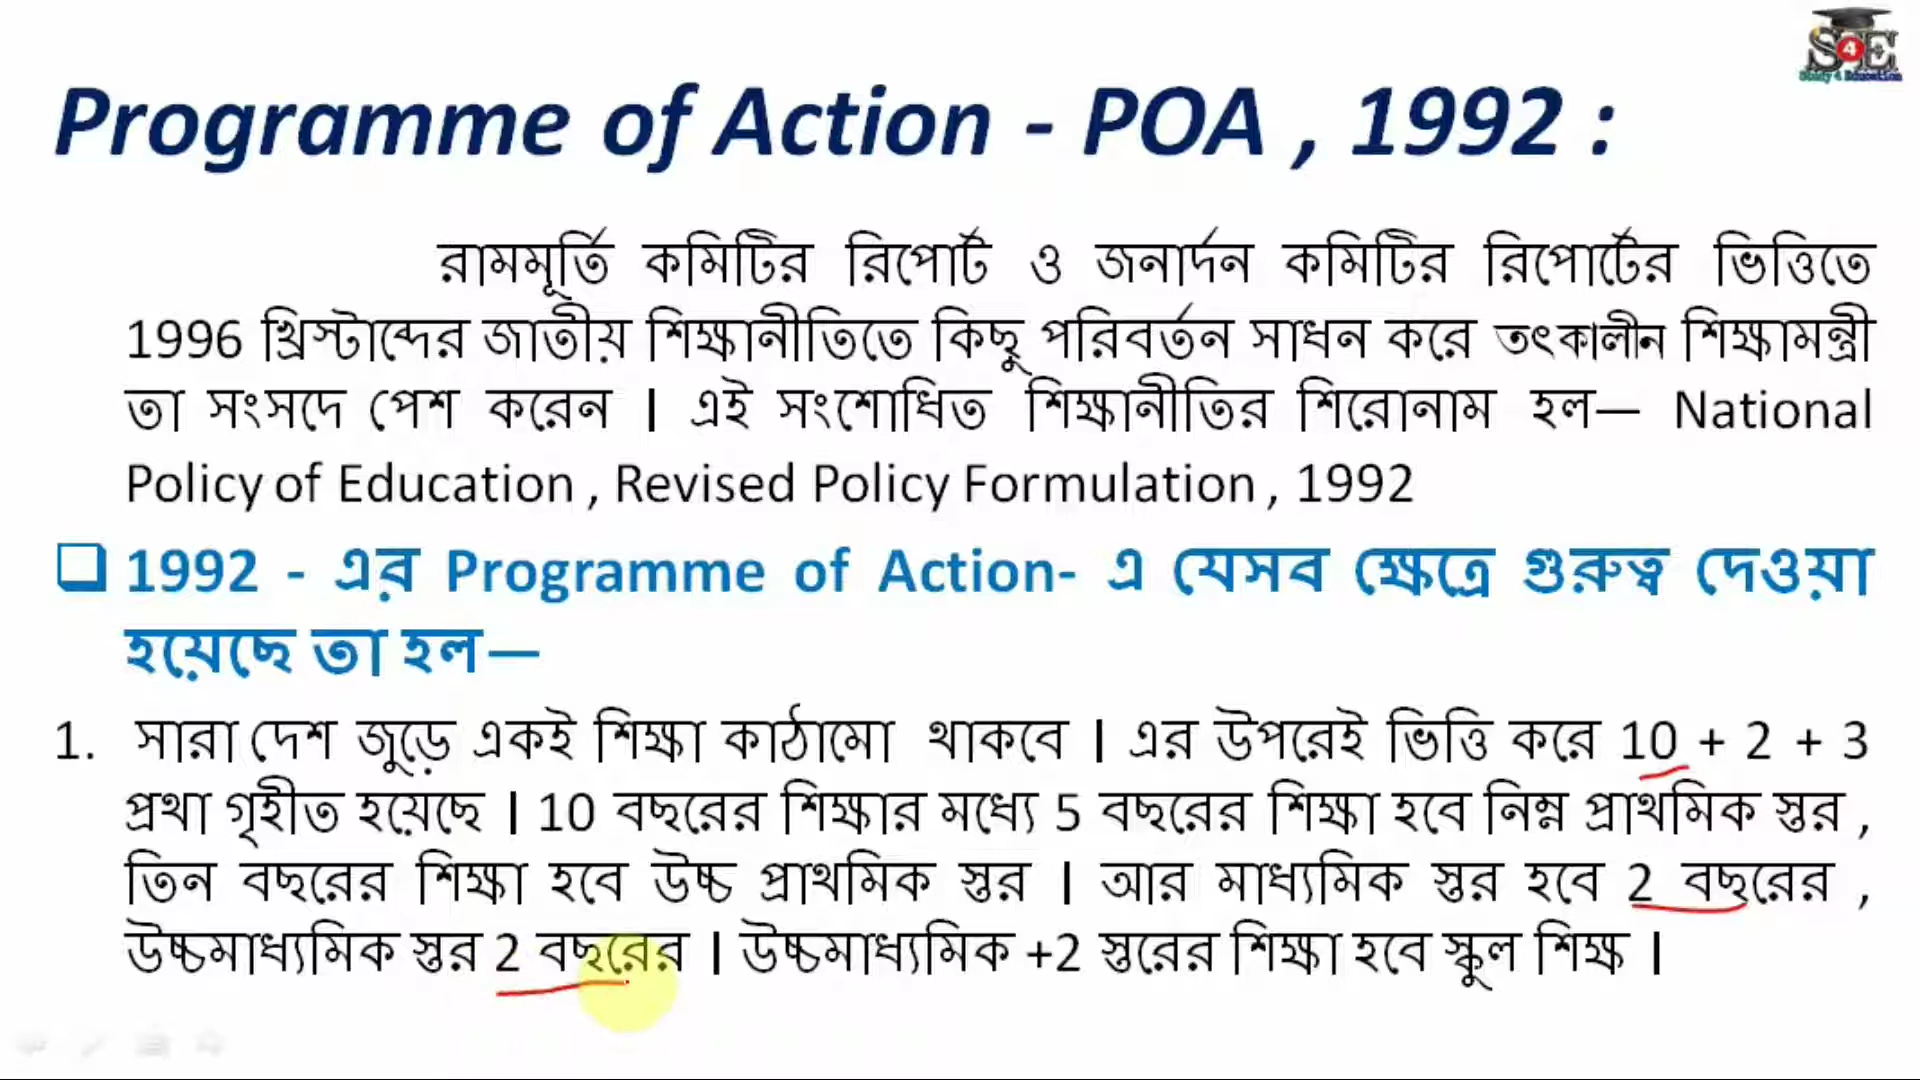 S4E
Study 4 Education
Programme of Action - POA , 1992 :
রামমূর্তি কমিটির রিপোর্ট ও জনার্দন কমিটির রিপোর্টের ভিত্তিতে
1996 খ্রিস্টাব্দের জাতীয় শিক্ষানীতিতে কিছু পরিবর্তন সাধন করে তৎকালীন শিক্ষামন্ত্রী
তা সংসদে পেশ করেন । এই সংশোধিত শিক্ষানীতির শিরোনাম হল— National
Policy of Education , Revised Policy Formulation , 1992
1992 - এর Programme of Action- এ যেসব ক্ষেত্রে গুরুত্ব দেওয়া
হয়েছে তা হল—
1. সারা দেশ জুড়ে একই শিক্ষা কাঠামো থাকবে । এর উপরেই ভিত্তি করে 10 + 2 + 3
প্রথা গৃহীত হয়েছে । 10 বছরের শিক্ষার মধ্যে 5 বছরের শিক্ষা হবে নিম্ন প্রাথমিক স্তর ,
তিন বছরের শিক্ষা হবে উচ্চ প্রাথমিক স্তর । আর মাধ্যমিক স্তর হবে 2 বছরের ,
উচ্চমাধ্যমিক স্তর 2 বছরের । উচ্চমাধ্যমিক +2 স্তরের শিক্ষা হবে স্কুল শিক্ষ ।